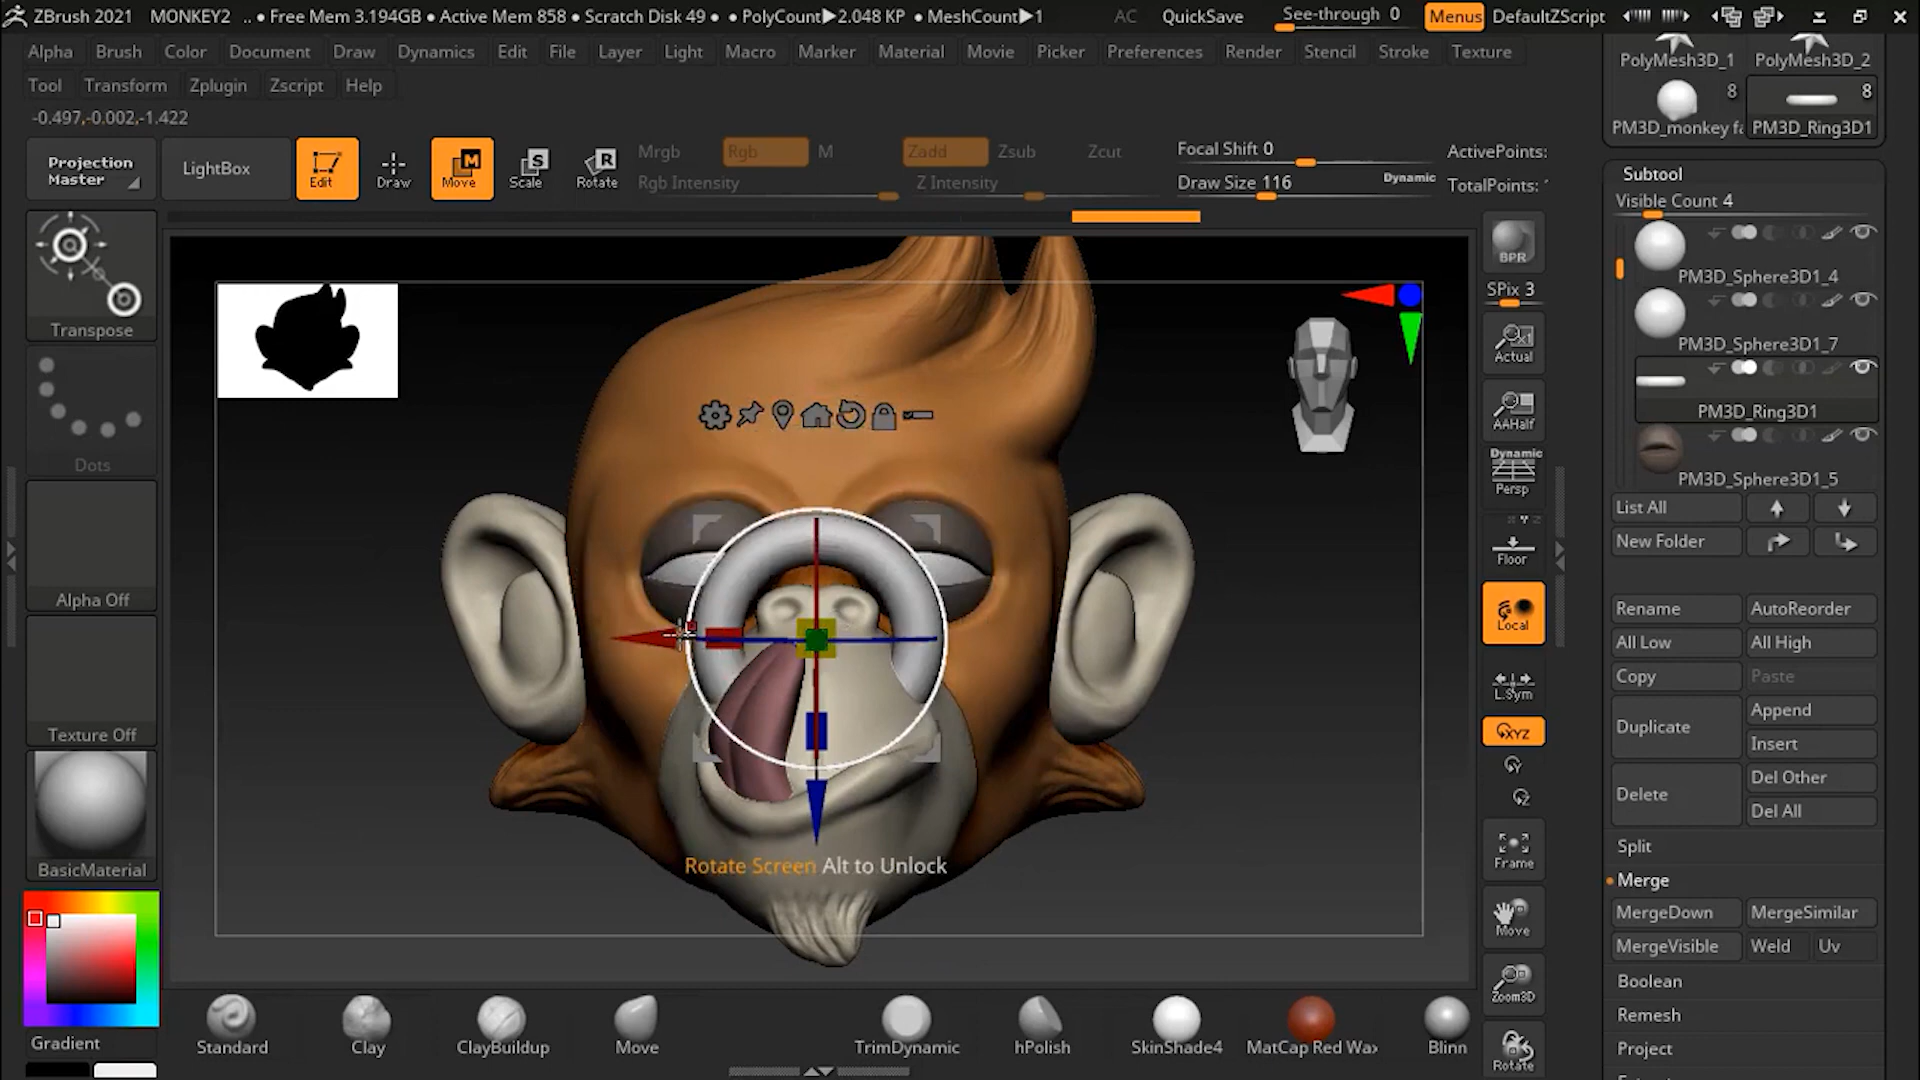 ZBrush 2021 MONKEY2 .. • Free Mem 3.194GB • Active Mem 858 • Scratch Disk 49 • • PolyCount▶2.048 KP • MeshCount▶1 AC QuickSave See-through 0 Menus DefaultZScript
Alpha Brush Color Document Draw Dynamics Edit File Layer Light Macro Marker Material Movie Picker Preferences Render Stencil Stroke Texture
Tool Transform Zplugin Zscript Help
-0.497,-0.002,-1.422
Projection
Master
LightBox
Edit
Draw
M
Move
S
Scale
R
Rotate
Mrgb Rgb M
Rgb Intensity
Zadd Zsub Zcut
Z Intensity
Focal Shift 0
Draw Size 116
Dynamic
ActivePoints:
TotalPoints:
Transpose
Dots
Alpha Off
Texture Off
BasicMaterial
Gradient
Rotate Screen Alt to Unlock
BPR
SPix 3
Actual
AAHalf
Dynamic
Persp
Floor
Local
L.Sym
XYZ
Y
Z
Frame
Move
Zoom3D
Rotate
Standard
Clay
ClayBuildup
Move
TrimDynamic
hPolish
SkinShade4
MatCap Red Wax
Blinn
PolyMesh3D_1
PolyMesh3D_2
8
8
PM3D_monkey fa
PM3D_Ring3D1
Subtool
Visible Count 4
PM3D_Sphere3D1_4
PM3D_Sphere3D1_7
PM3D_Ring3D1
PM3D_Sphere3D1_5
List All
New Folder
Rename AutoReorder
All Low All High
Copy Paste
Duplicate
Append
Insert
Delete
Del Other
Del All
Split
Merge
MergeDown MergeSimilar
MergeVisible Weld Uv
Boolean
Remesh
Project